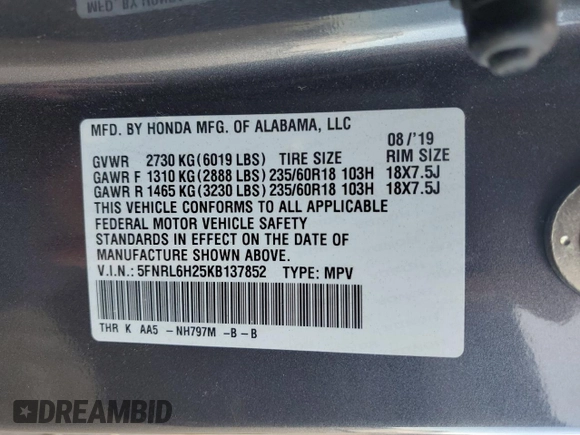 MFD. BY HONDA MFG. OF ALABAMA, LLC
08/'19
GVWR 2730 KG(6019 LBS) TIRE SIZE RIM SIZE
GAWR F 1310 KG(2888 LBS)235/60R18 103H 18X7.5J
GAWR R 1465 KG(3230 LBS)235/60R18 103H 18X7.5J
THIS VEHICLE CONFORMS TO ALL APPLICABLE
FEDERAL MOTOR VEHICLE SAFETY
STANDARDS IN EFFECT ON THE DATE OF
MANUFACTURE SHOWN ABOVE.
V.I.N.: 5FNRL6H25KB137852 TYPE: MPV
THR K AA5 -NH797M -B-B
DREAMBID